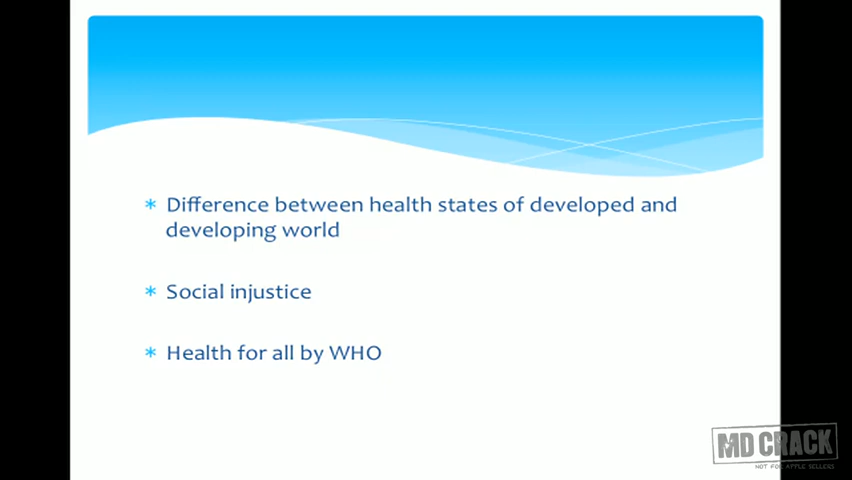 * Difference between health states of developed and
developing world
* Social injustice
* Health for all by WHO
MD CRACK
NOT FOR APPLE SELLERS